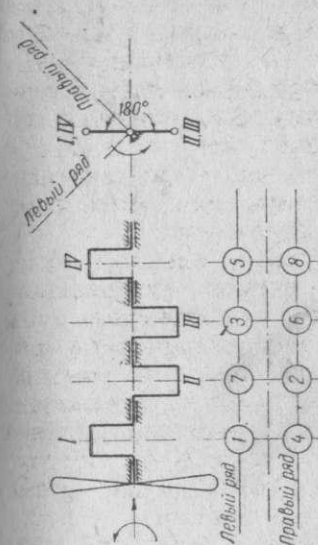 Правый ряд
180°
I, IV
II, III
Левый ряд
I
II
III
IV
Левый ряд
1
7
3
5
Правый ряд
4
2
6
8